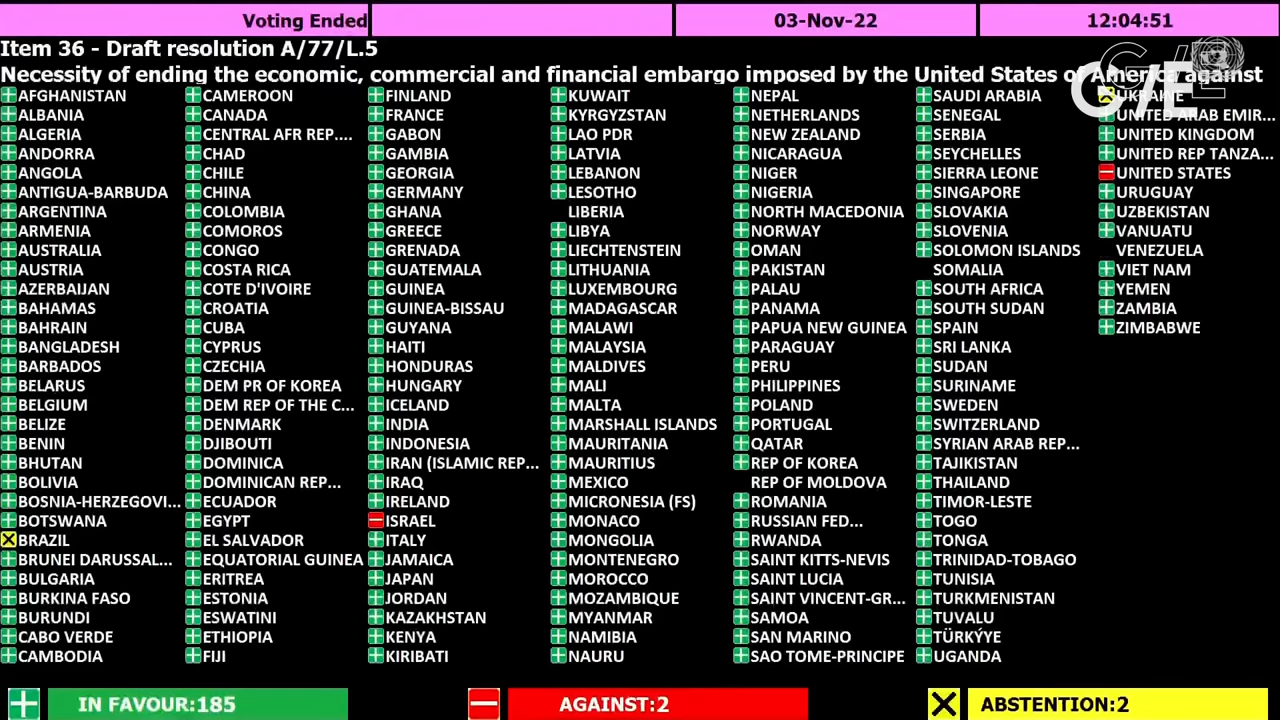 Voting Ended 03-Nov-22 12:04:51
Item 36 - Draft resolution A/77/L.5
Necessity of ending the economic, commercial and financial embargo imposed by the United States of America against
AFGHANISTAN CAMEROON FINLAND KUWAIT NEPAL SAUDI ARABIA UKRAINE
ALBANIA CANADA FRANCE KYRGYZSTAN NETHERLANDS SENEGAL UNITED ARAB EMIR...
ALGERIA CENTRAL AFR REP.... GABON LAO PDR NEW ZEALAND SERBIA UNITED KINGDOM
ANDORRA CHAD GAMBIA LATVIA NICARAGUA SEYCHELLES UNITED REP TANZA...
ANGOLA CHILE GEORGIA LEBANON NIGER SIERRA LEONE UNITED STATES
ANTIGUA-BARBUDA CHINA GERMANY LESOTHO NIGERIA SINGAPORE URUGUAY
ARGENTINA COLOMBIA GHANA LIBERIA NORTH MACEDONIA SLOVAKIA UZBEKISTAN
ARMENIA COMOROS GREECE LIBYA NORWAY SLOVENIA VANUATU
AUSTRALIA CONGO GRENADA LIECHTENSTEIN OMAN SOLOMON ISLANDS VENEZUELA
AUSTRIA COSTA RICA GUATEMALA LITHUANIA PAKISTAN SOMALIA VIET NAM
AZERBAIJAN COTE D'IVOIRE GUINEA LUXEMBOURG PALAU SOUTH AFRICA YEMEN
BAHAMAS CROATIA GUINEA-BISSAU MADAGASCAR PANAMA SOUTH SUDAN ZAMBIA
BAHRAIN CUBA GUYANA MALAWI PAPUA NEW GUINEA SPAIN ZIMBABWE
BANGLADESH CYPRUS HAITI MALAYSIA PARAGUAY SRI LANKA
BARBADOS CZECHIA HONDURAS MALDIVES PERU SUDAN
BELARUS DEM PR OF KOREA HUNGARY MALI PHILIPPINES SURINAME
BELGIUM DEM REP OF THE C... ICELAND MALTA POLAND SWEDEN
BELIZE DENMARK INDIA MARSHALL ISLANDS PORTUGAL SWITZERLAND
BENIN DJIBOUTI INDONESIA MAURITANIA QATAR SYRIAN ARAB REP...
BHUTAN DOMINICA IRAN (ISLAMIC REP... MAURITIUS REP OF KOREA TAJIKISTAN
BOLIVIA DOMINICAN REP... IRAQ MEXICO REP OF MOLDOVA THAILAND
BOSNIA-HERZEGOVI... ECUADOR IRELAND MICRONESIA (FS) ROMANIA TIMOR-LESTE
BOTSWANA EGYPT ISRAEL MONACO RUSSIAN FED... TOGO
BRAZIL EL SALVADOR ITALY MONGOLIA RWANDA TONGA
BRUNEI DARUSSAL... EQUATORIAL GUINEA JAMAICA MONTENEGRO SAINT KITTS-NEVIS TRINIDAD-TOBAGO
BULGARIA ERITREA JAPAN MOROCCO SAINT LUCIA TUNISIA
BURKINA FASO ESTONIA JORDAN MOZAMBIQUE SAINT VINCENT-GR... TURKMENISTAN
BURUNDI ESWATINI KAZAKHSTAN MYANMAR SAMOA TUVALU
CABO VERDE ETHIOPIA KENYA NAMIBIA SAN MARINO TÜRKÝYE
CAMBODIA FIJI KIRIBATI NAURU SAO TOME-PRINCIPE UGANDA
IN FAVOUR:185 AGAINST:2 ABSTENTION:2